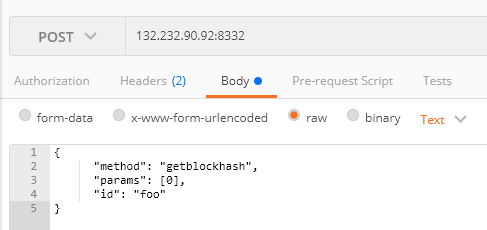 POST 132.232.90.92:8332
Authorization Headers (2) Body Pre-request Script Tests
form-data x-www-form-urlencoded raw binary Text
1 {
2 "method": "getblockhash",
3 "params": [0],
4 "id": "foo"
5 }